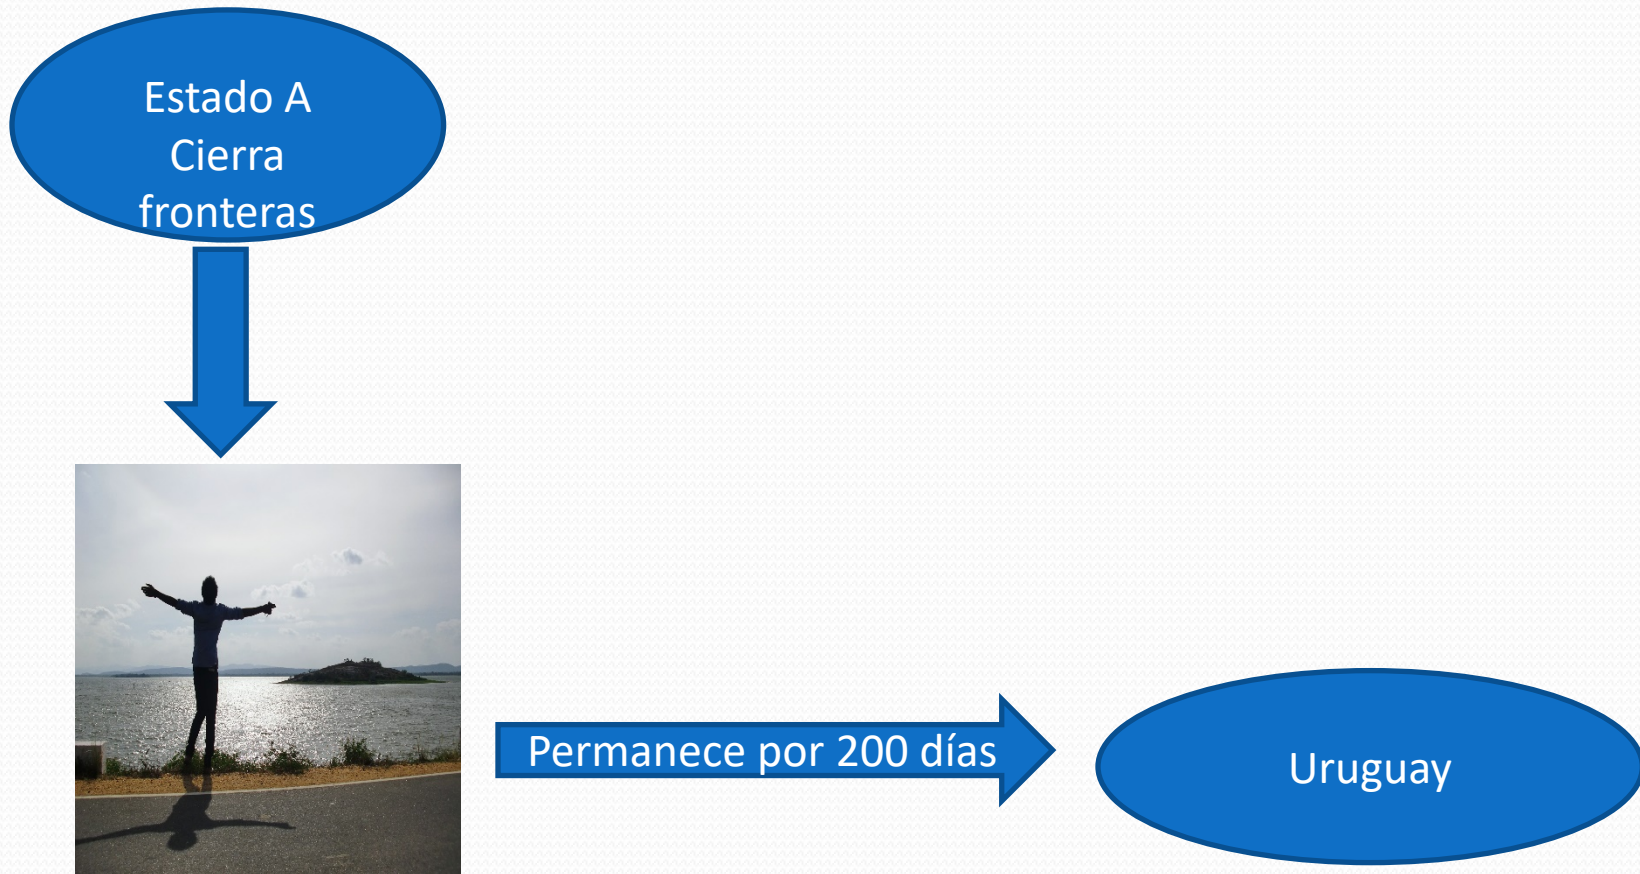 Estado A
Cierra
fronteras
Permanece por 200 días
Uruguay